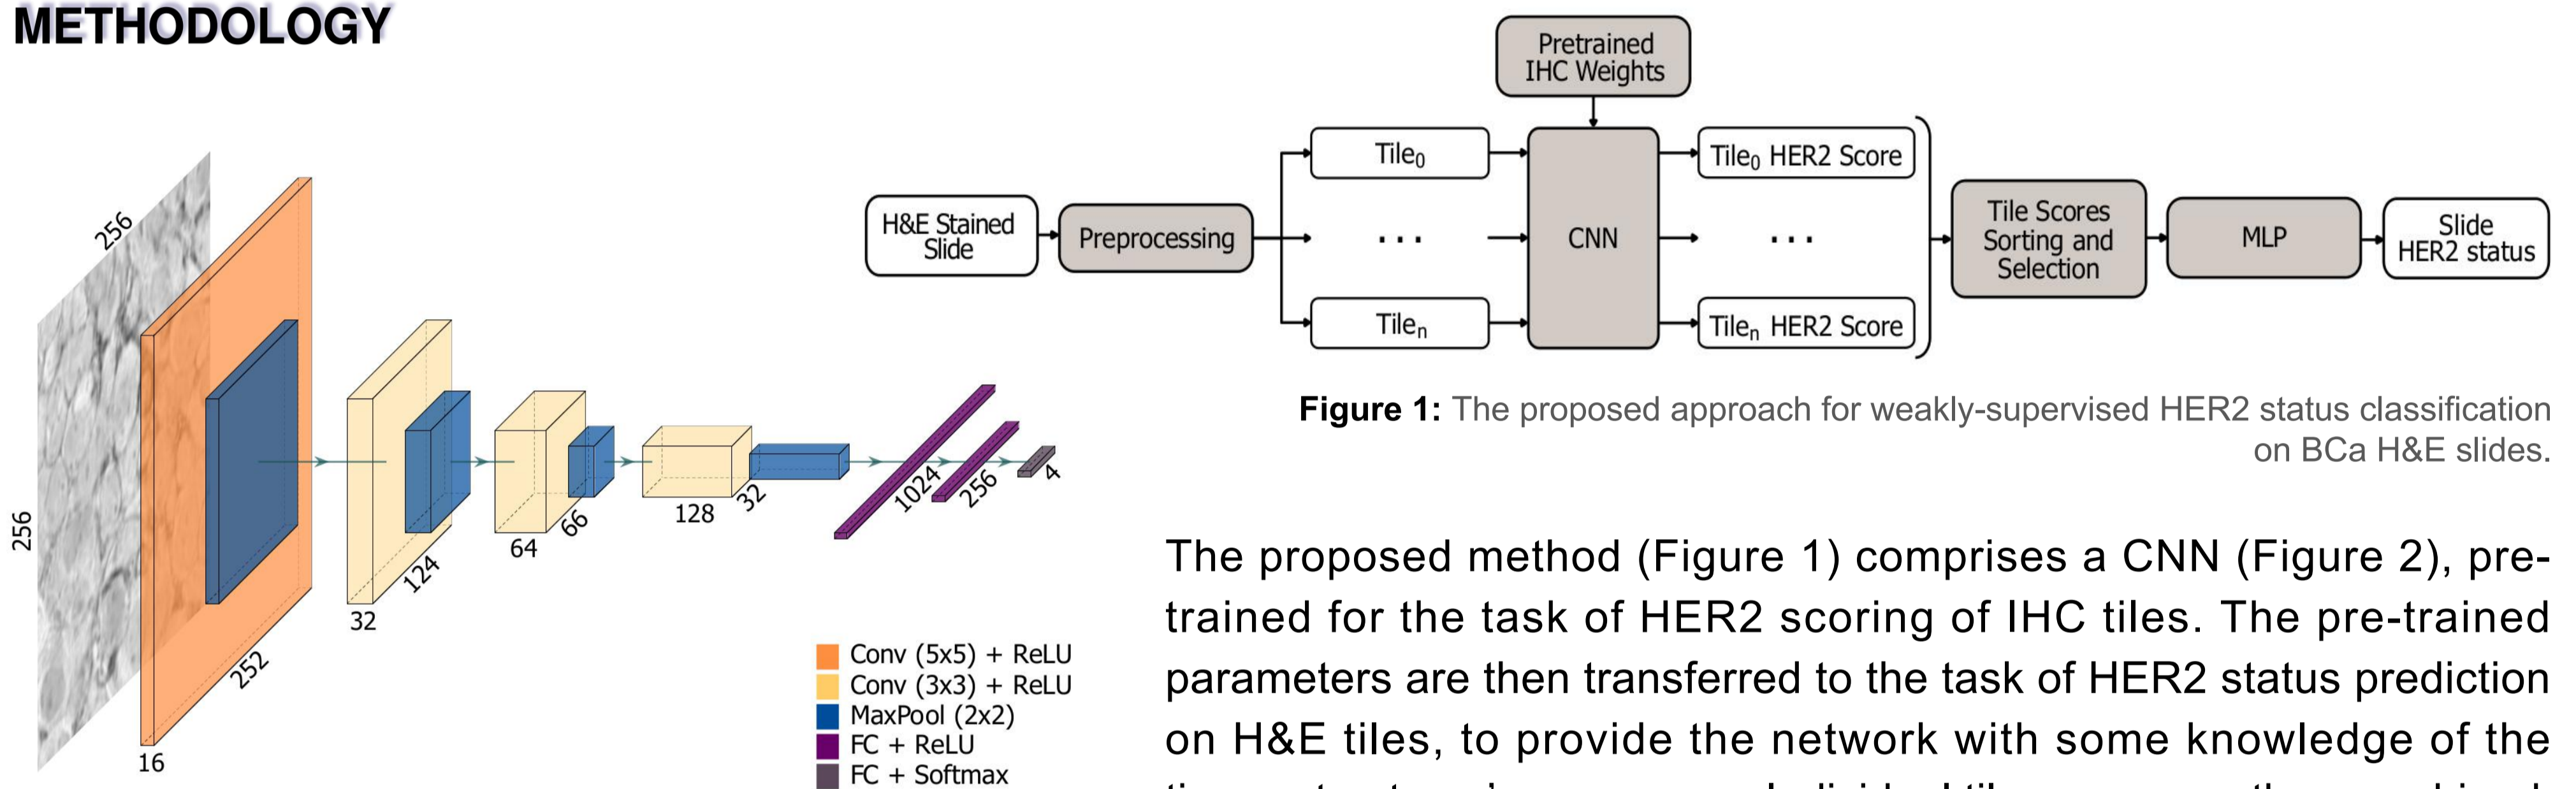 METHODOLOGY
256
256
16
252
32
124
64
66
128
32
1024
256
4
Conv (5x5) + ReLU
Conv (3x3) + ReLU
MaxPool (2x2)
FC + ReLU
FC + Softmax
Pretrained
IHC Weights
H&E Stained
Slide
Preprocessing
Tile0
...
Tilen
CNN
Tile0 HER2 Score
...
Tilen HER2 Score
Tile Scores
Sorting and
Selection
MLP
Slide
HER2 status
Figure 1: The proposed approach for weakly-supervised HER2 status classification
on BCa H&E slides.
The proposed method (Figure 1) comprises a CNN (Figure 2), pre-
trained for the task of HER2 scoring of IHC tiles. The pre-trained
parameters are then transferred to the task of HER2 status prediction
on H&E tiles, to provide the network with some knowledge of the